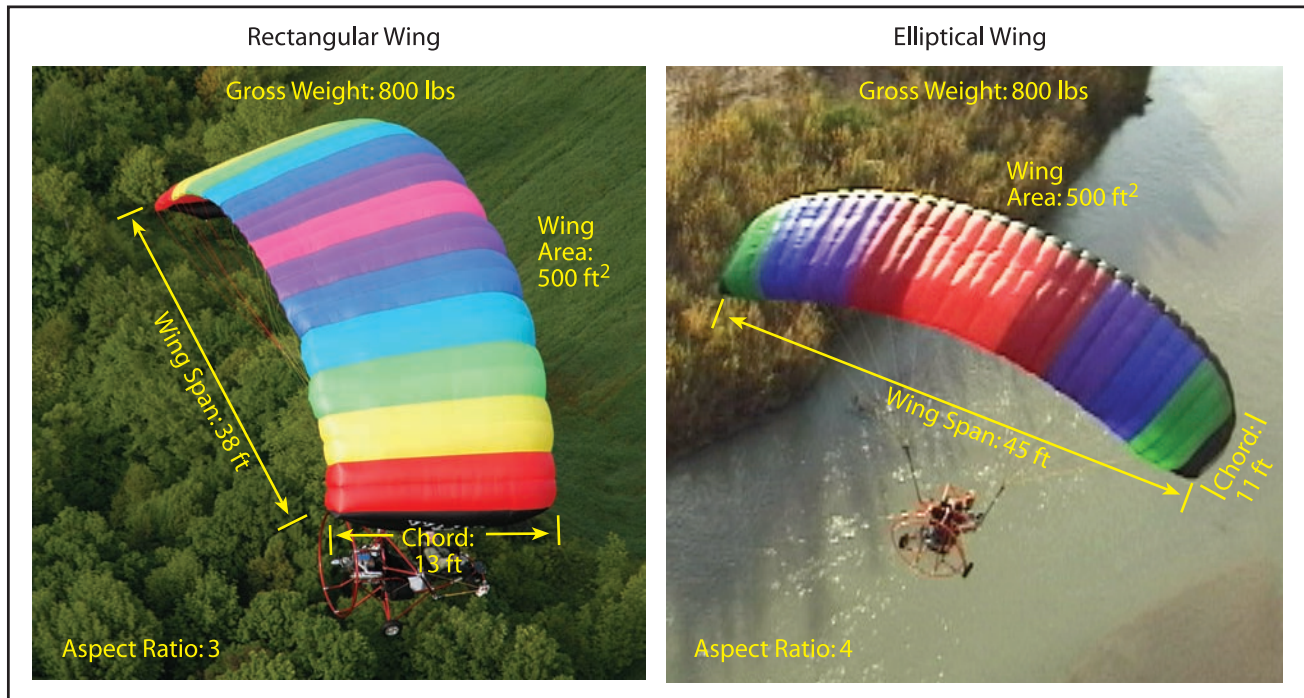 Rectangular Wing
Gross Weight: 800 lbs
Wing
Area:
500 ft²
Wing Span: 38 ft
Chord:
13 ft
Aspect Ratio: 3
Elliptical Wing
Gross Weight: 800 lbs
Wing
Area: 500 ft²
Wing Span: 45 ft
Chord:
11 ft
Aspect Ratio: 4